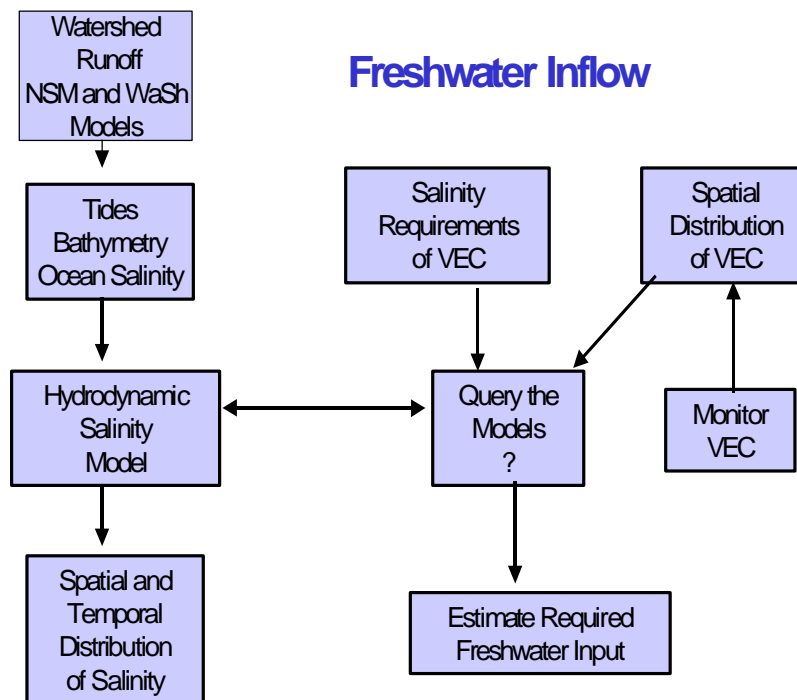 Watershed
Runoff
NSM and WaSh
Models
Freshwater Inflow
Tides
Bathymetry
Ocean Salinity
Salinity
Requirements
of VEC
Spatial
Distribution
of VEC
Hydrodynamic
Salinity
Model
Query the
Models
?
Monitor
VEC
Spatial and
Temporal
Distribution
of Salinity
Estimate Required
Freshwater Input